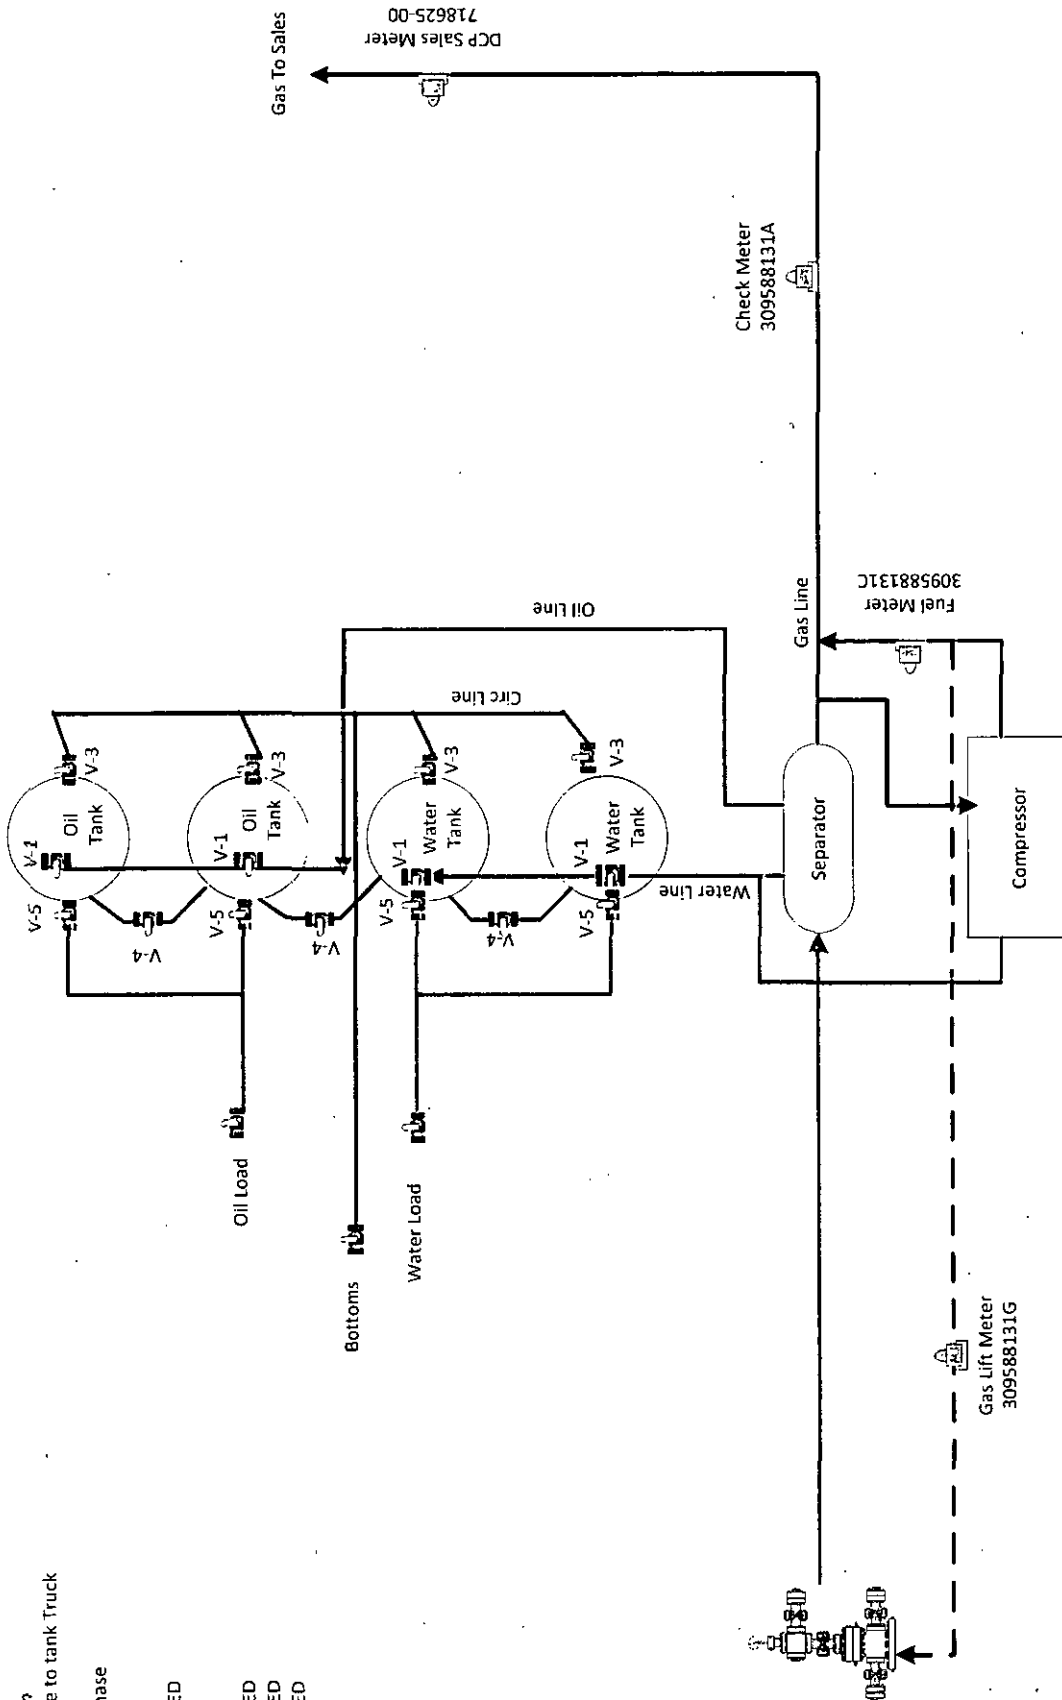 e to tank Truck
hase
ED
ED
ED
ED
Gas To Sales
DCP Sales Meter
718625-00
Check Meter
309588131A
Gas Line
Fuel Meter
309588131C
Oil Line
Circ Line
V-3
V-3
V-3
V-3
Oil
Tank
Oil
Tank
Water
Tank
Water
Tank
V-1
V-1
V-1
V-1
V-5
V-5
V-5
V-5
V-4
V-4
V-4
Water Line
Separator
Compressor
Oil Load
Bottoms
Water Load
Gas Lift Meter
309588131G